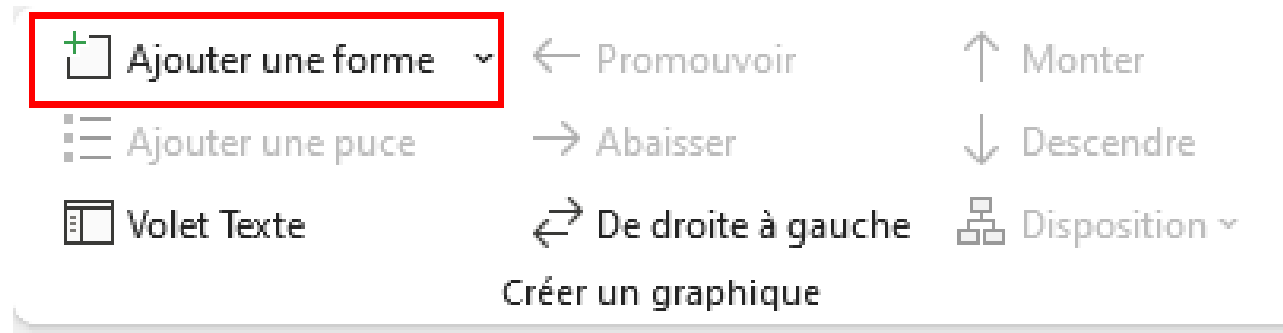 Ajouter une forme Promouvoir Monter
Ajouter une puce Abaisser Descendre
Volet Texte De droite à gauche Disposition
Créer un graphique